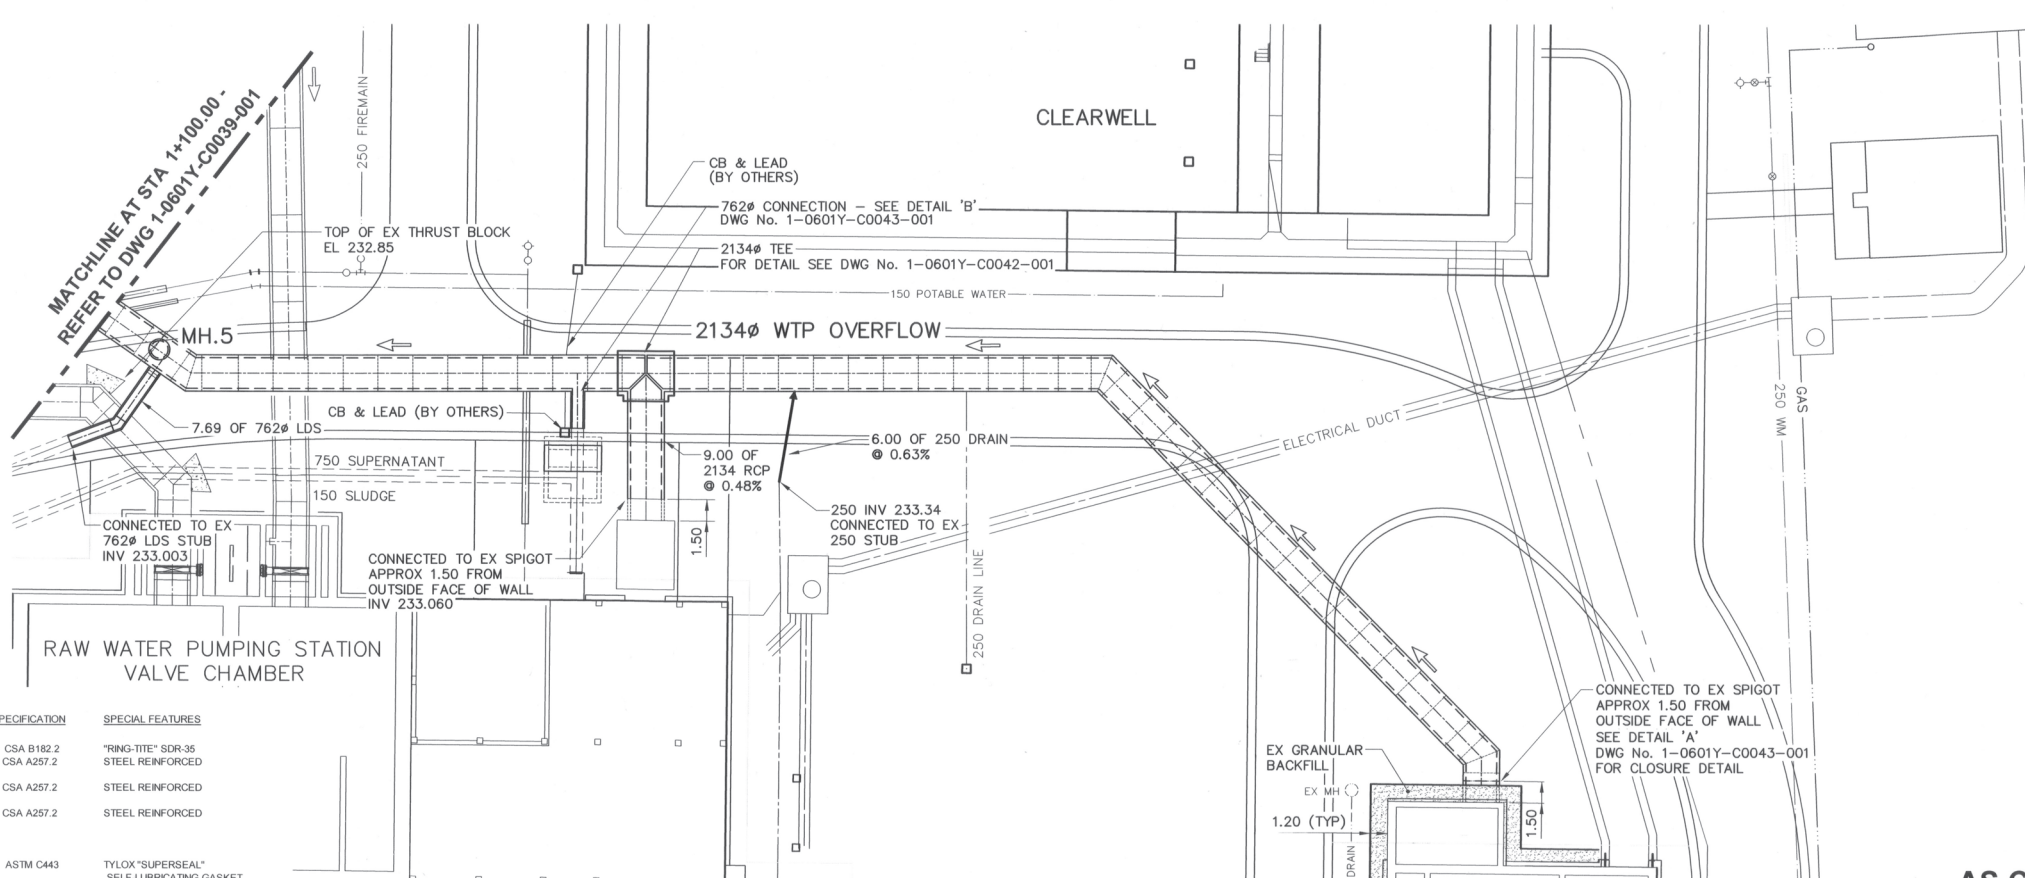 MATCHLINE AT STA 1+100.00 -
REFER TO DWG 1-0601Y-C0039-001
250 FIREMAIN
TOP OF EX THRUST BLOCK
EL 232.85
CB & LEAD
(BY OTHERS)
762ø CONNECTION - SEE DETAIL 'B'
DWG No. 1-0601Y-C0043-001
2134ø TEE
FOR DETAIL SEE DWG No. 1-0601Y-C0042-001
CLEARWELL
150 POTABLE WATER
2134ø WTP OVERFLOW
MH.5
CB & LEAD (BY OTHERS)
7.69 OF 762ø LDS
750 SUPERNATANT
150 SLUDGE
9.00 OF
2134 RCP
@ 0.48%
6.00 OF 250 DRAIN
@ 0.63%
250 INV 233.34
CONNECTED TO EX
250 STUB
1.50
ELECTRICAL DUCT
GAS
250 WM
CONNECTED TO EX
762ø LDS STUB
INV 233.003
CONNECTED TO EX SPIGOT
APPROX 1.50 FROM
OUTSIDE FACE OF WALL
INV 233.060
250 DRAIN LINE
RAW WATER PUMPING STATION
VALVE CHAMBER
CONNECTED TO EX SPIGOT
APPROX 1.50 FROM
OUTSIDE FACE OF WALL
SEE DETAIL 'A'
DWG No. 1-0601Y-C0043-001
FOR CLOSURE DETAIL
EX GRANULAR
BACKFILL
EX MH
1.20 (TYP)
1.50
DRAIN
PECIFICATION SPECIAL FEATURES
CSA B182.2 "RING-TITE" SDR-35
CSA A257.2 STEEL REINFORCED
CSA A257.2 STEEL REINFORCED
CSA A257.2 STEEL REINFORCED
ASTM C443 TYLOX "SUPERSEAL"
SELF LUBRICATING GASKET